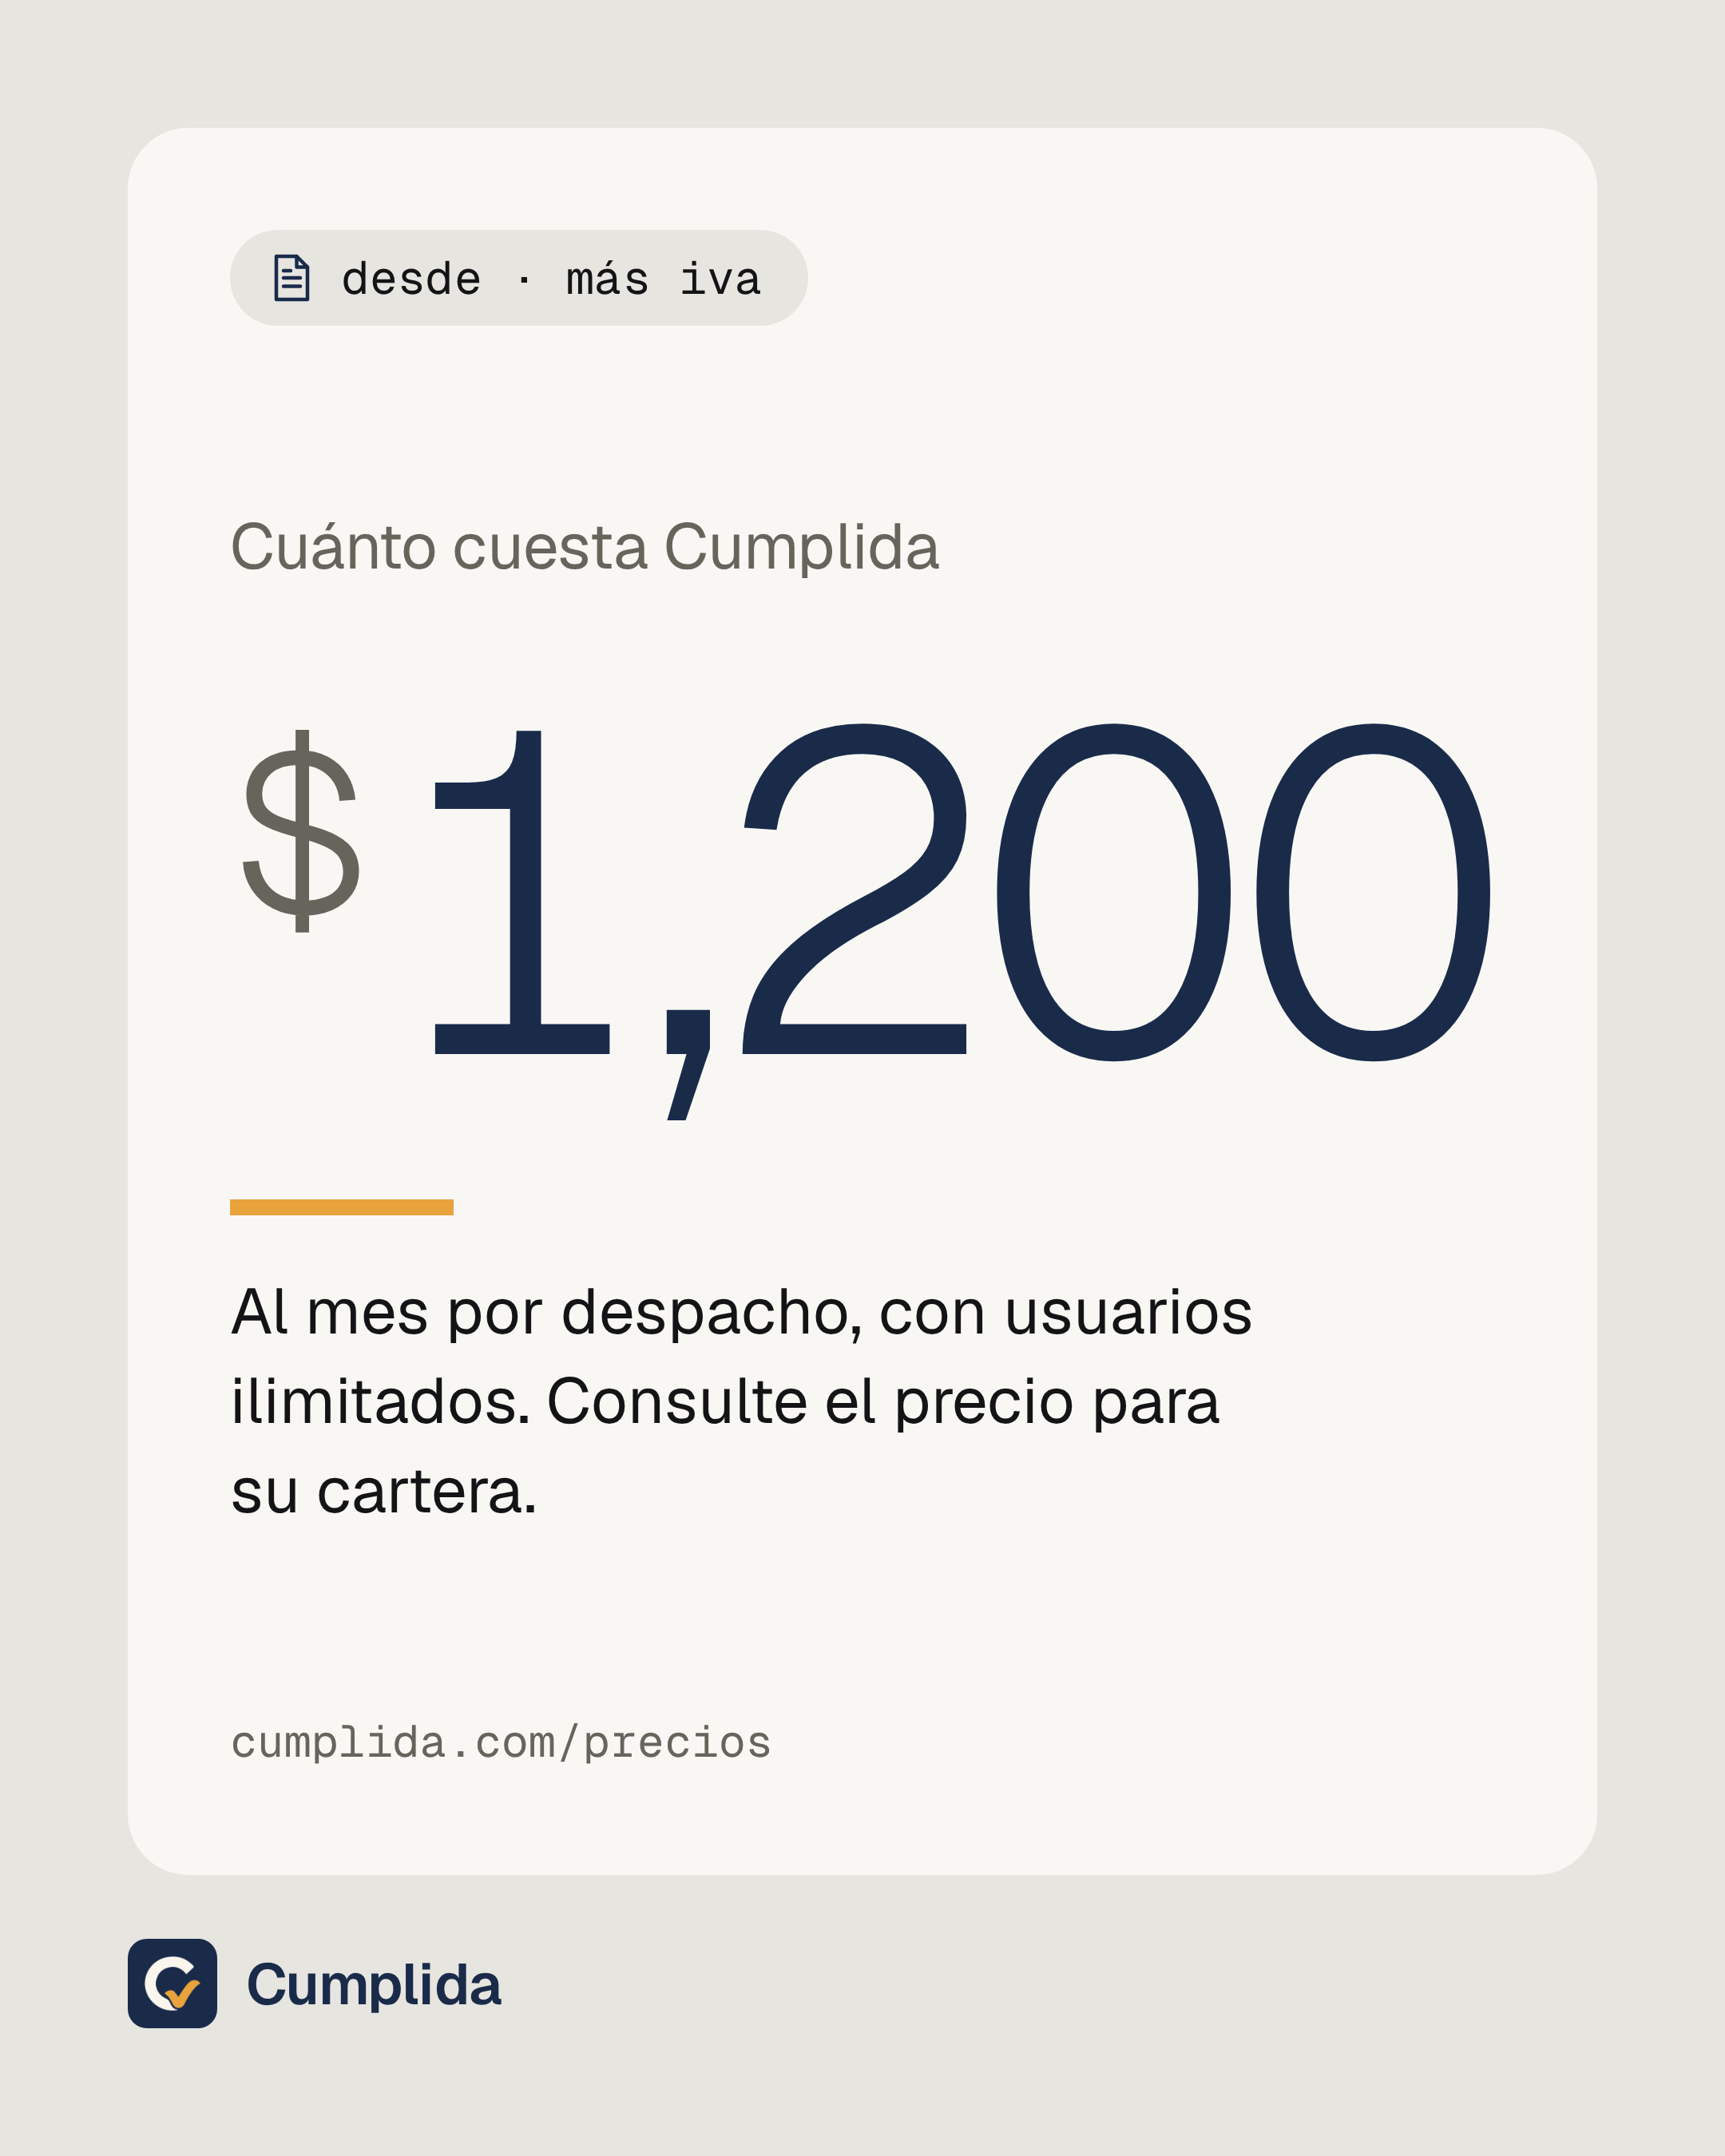 desde · más iva
Cuánto cuesta Cumplida
$1,200
Al mes por despacho, con usuarios
ilimitados. Consulte el precio para
su cartera.
cumplida.com/precios
Cumplida